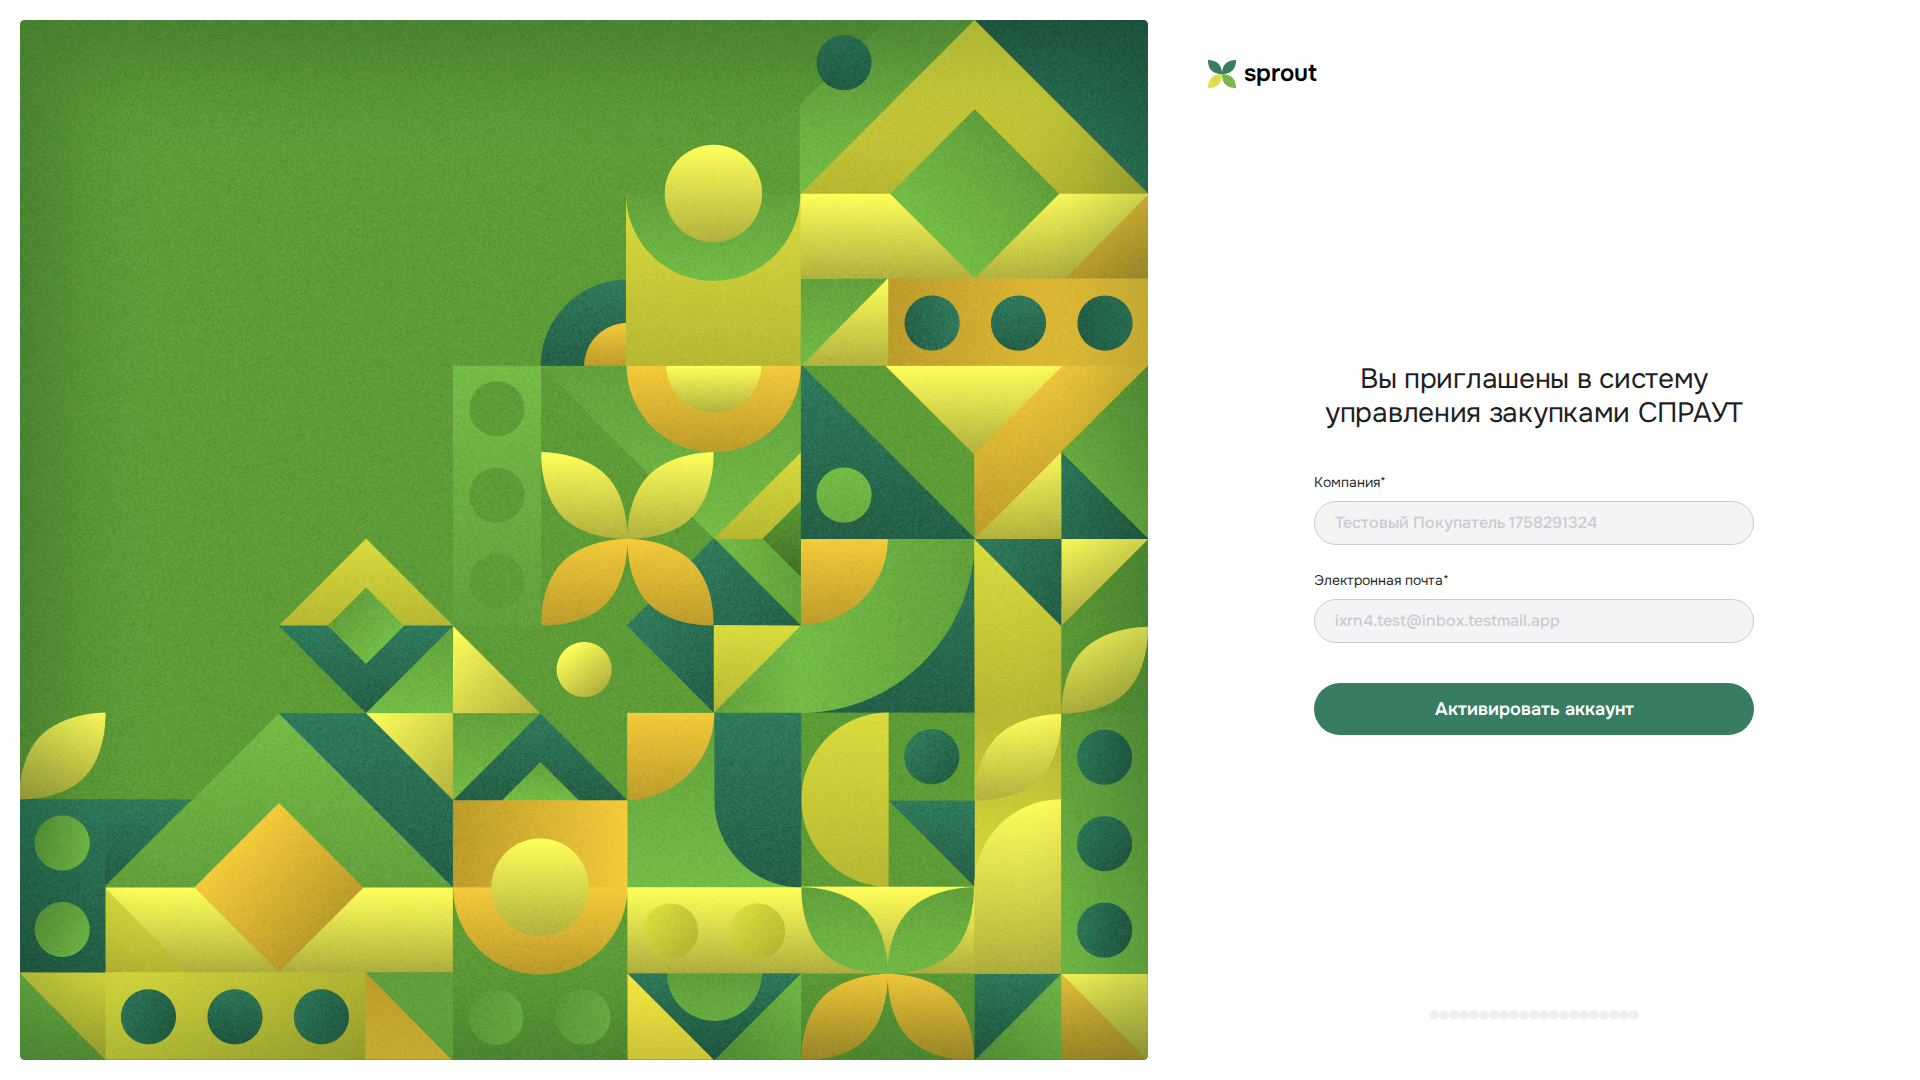 sprout
Вы приглашены в систему
управления закупками СПРАУТ
Компания*
Тестовый Покупатель 1758291324
Электронная почта*
ixrn4.test@inbox.testmail.app
Активировать аккаунт